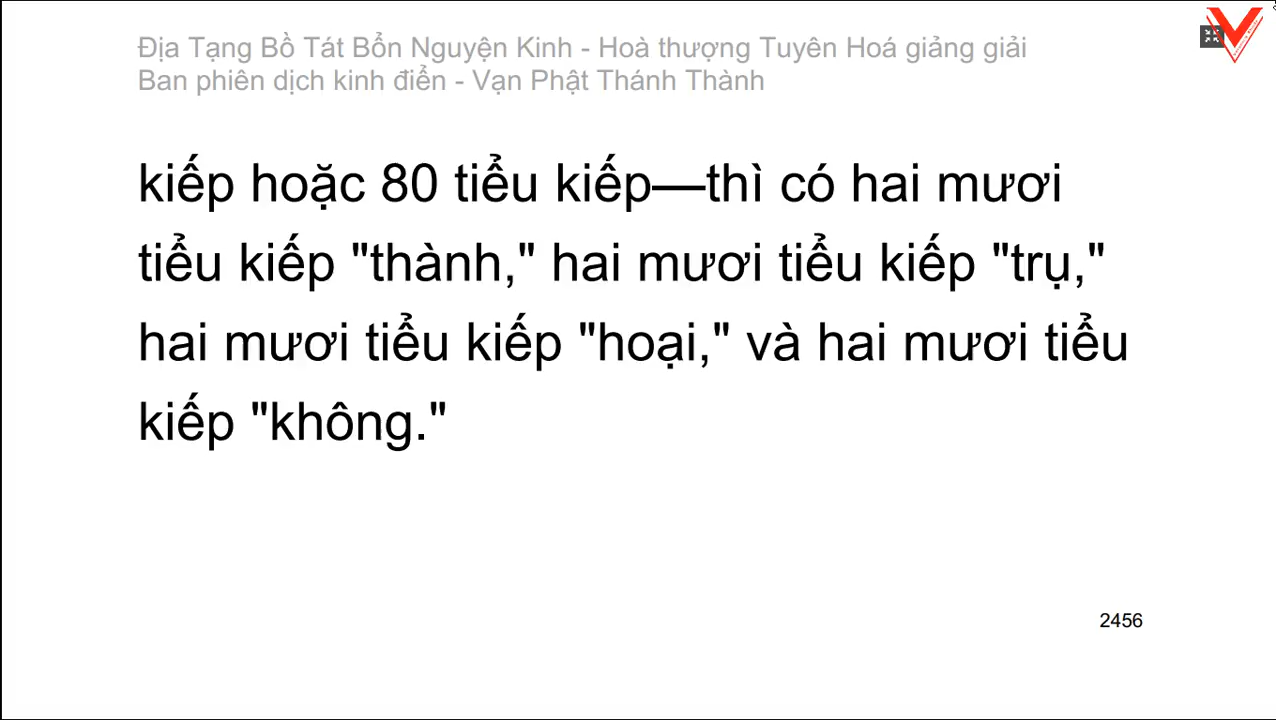 Địa Tạng Bồ Tát Bổn Nguyện Kinh - Hoà thượng Tuyên Hoá giảng giải
Ban phiên dịch kinh điển - Vạn Phật Thánh Thành
kiếp hoặc 80 tiểu kiếp—thì có hai mươi
tiểu kiếp "thành," hai mươi tiểu kiếp "trụ,"
hai mươi tiểu kiếp "hoại," và hai mươi tiểu
kiếp "không."
2456